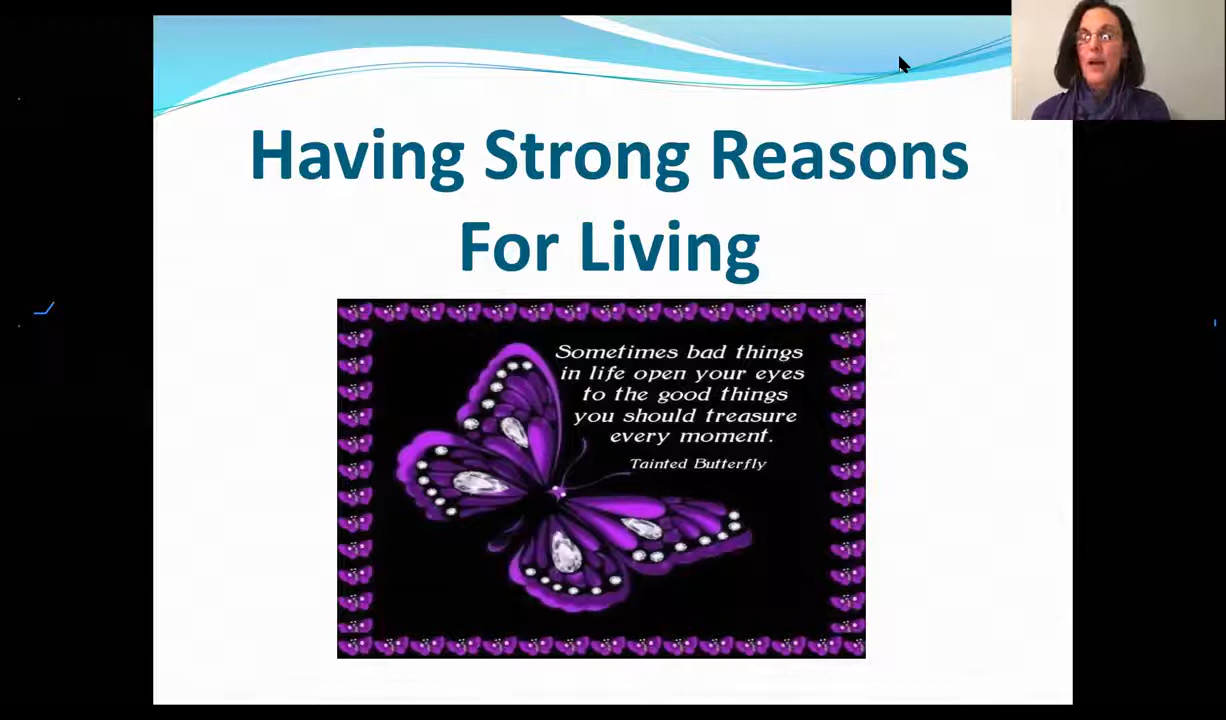 Having Strong Reasons
For Living
Sometimes bad things
in life open your eyes
to the good things
you should treasure
every moment.
Tainted Butterfly